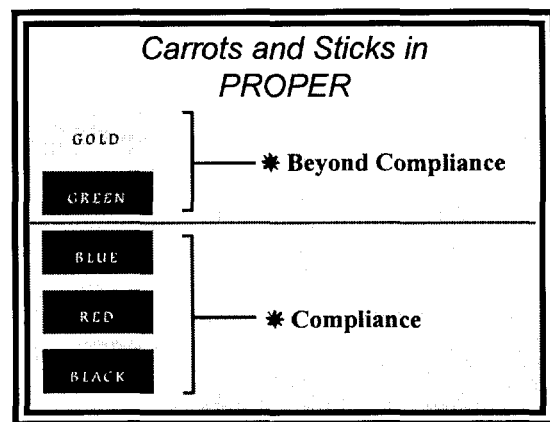 Carrots and Sticks in
PROPER
GOLD
✷ Beyond Compliance
GREEN
BLUE
RED
✷ Compliance
BLACK